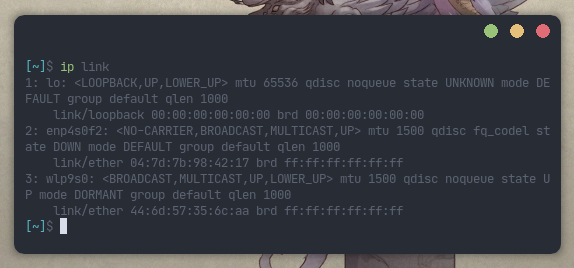 [~]$ ip link
1: lo: <LOOPBACK,UP,LOWER_UP> mtu 65536 qdisc noqueue state UNKNOWN mode DE
FAULT group default qlen 1000
    link/loopback 00:00:00:00:00:00 brd 00:00:00:00:00:00
2: enp4s0f2: <NO-CARRIER,BROADCAST,MULTICAST,UP> mtu 1500 qdisc fq_codel st
ate DOWN mode DEFAULT group default qlen 1000
    link/ether 04:7d:7b:98:42:17 brd ff:ff:ff:ff:ff:ff
3: wlp9s0: <BROADCAST,MULTICAST,UP,LOWER_UP> mtu 1500 qdisc noqueue state U
P mode DORMANT group default qlen 1000
    link/ether 44:6d:57:35:6c:aa brd ff:ff:ff:ff:ff:ff
[~]$